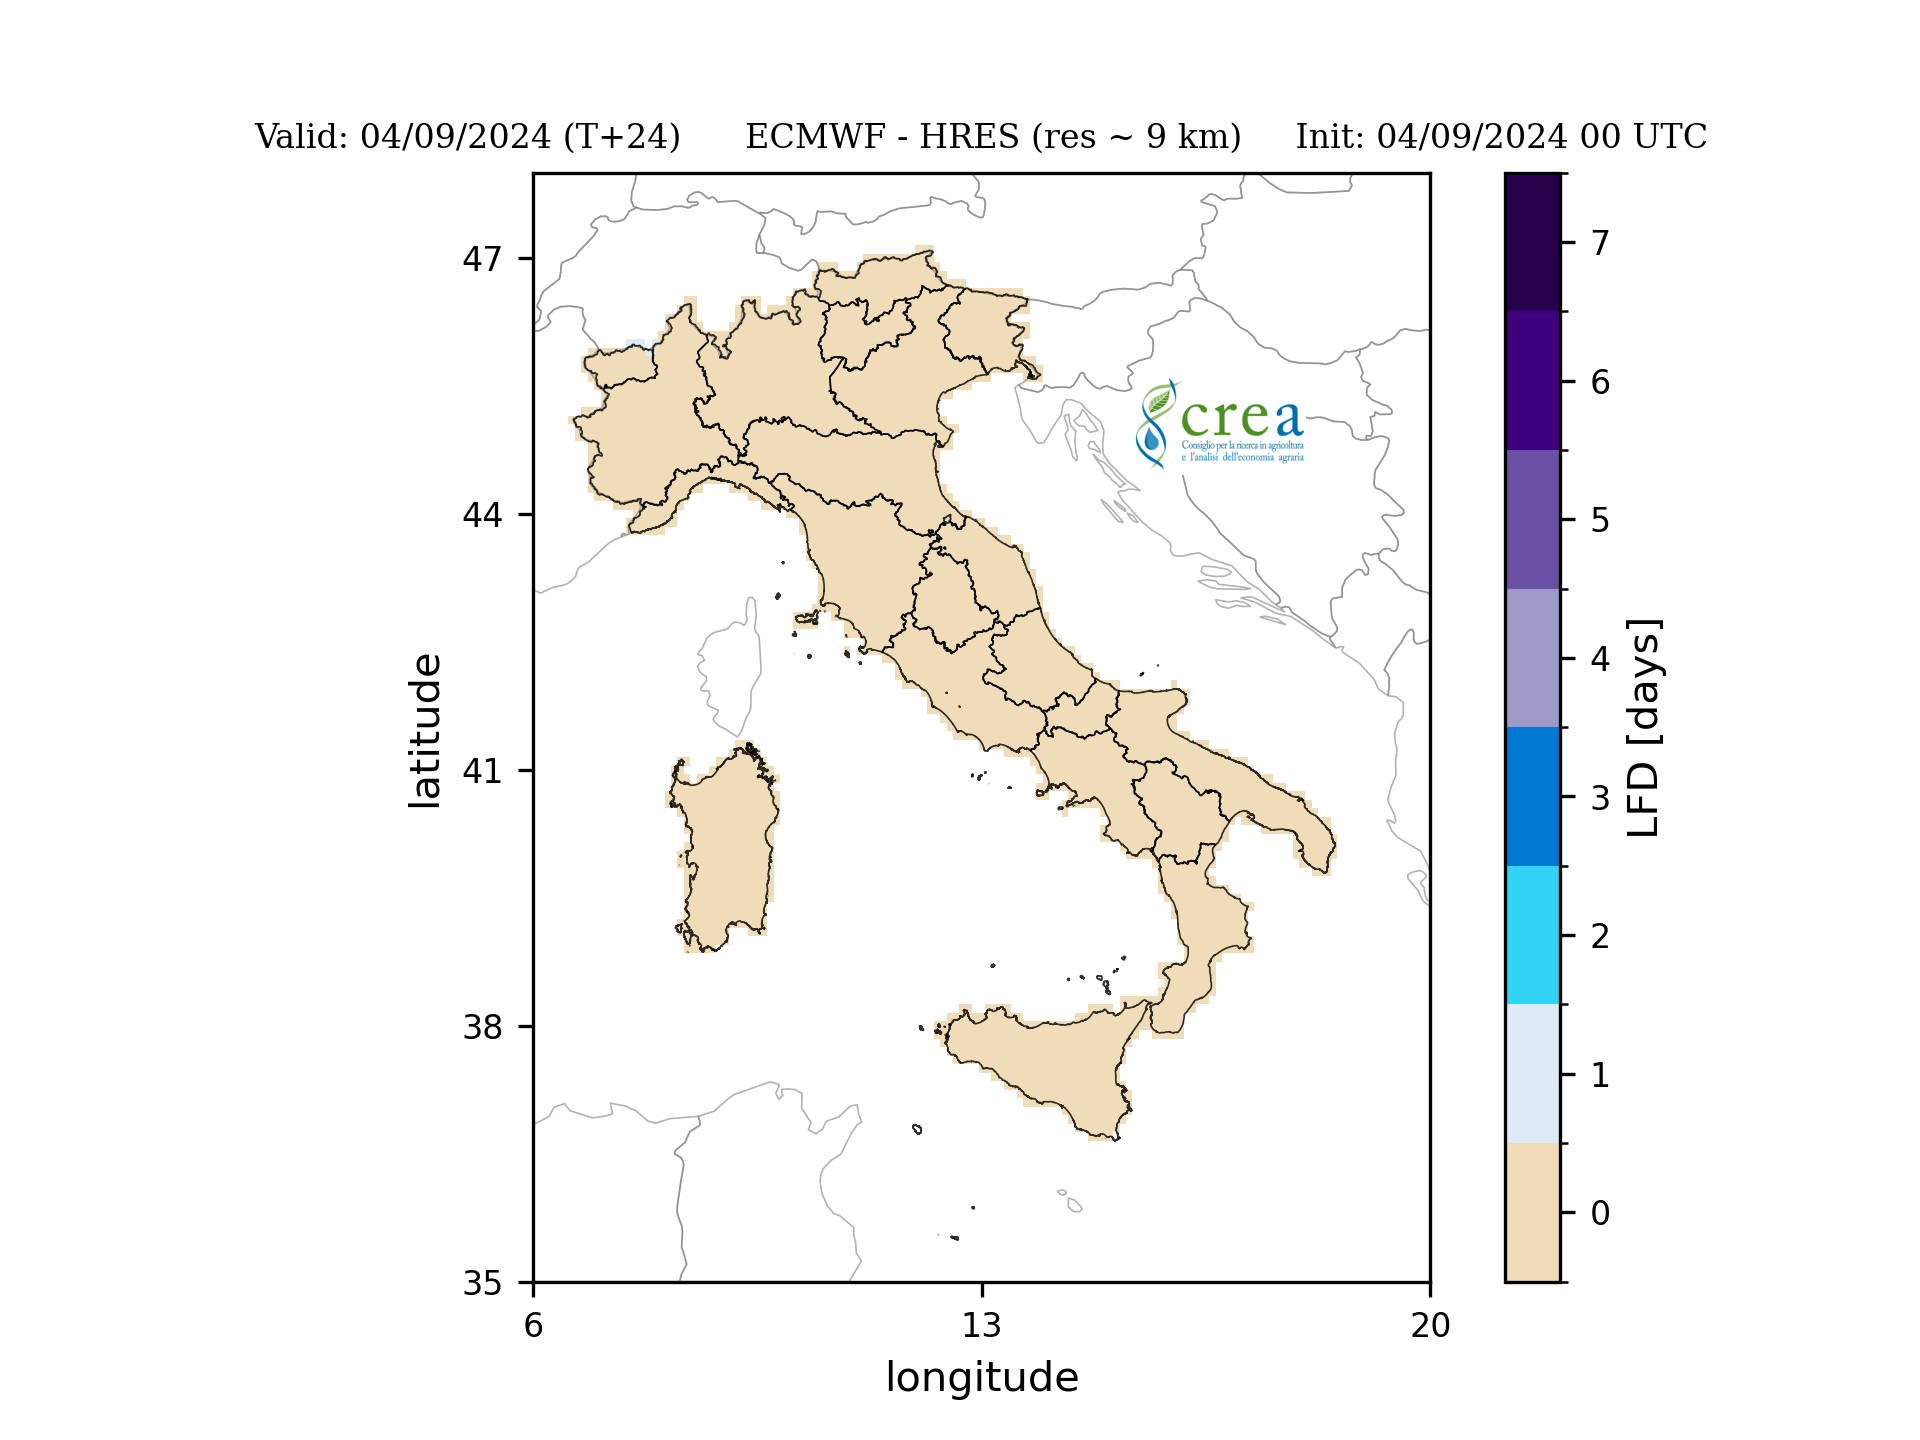 Valid: 04/09/2024 (T+24) ECMWF - HRES (res ~ 9 km) Init: 04/09/2024 00 UTC
47
44
41
38
35
latitude
6
13
20
longitude
crea
Consiglio per la ricerca in agricoltura
e l'analisi dell'economia agraria
7
6
5
4
3
2
1
0
LFD [days]